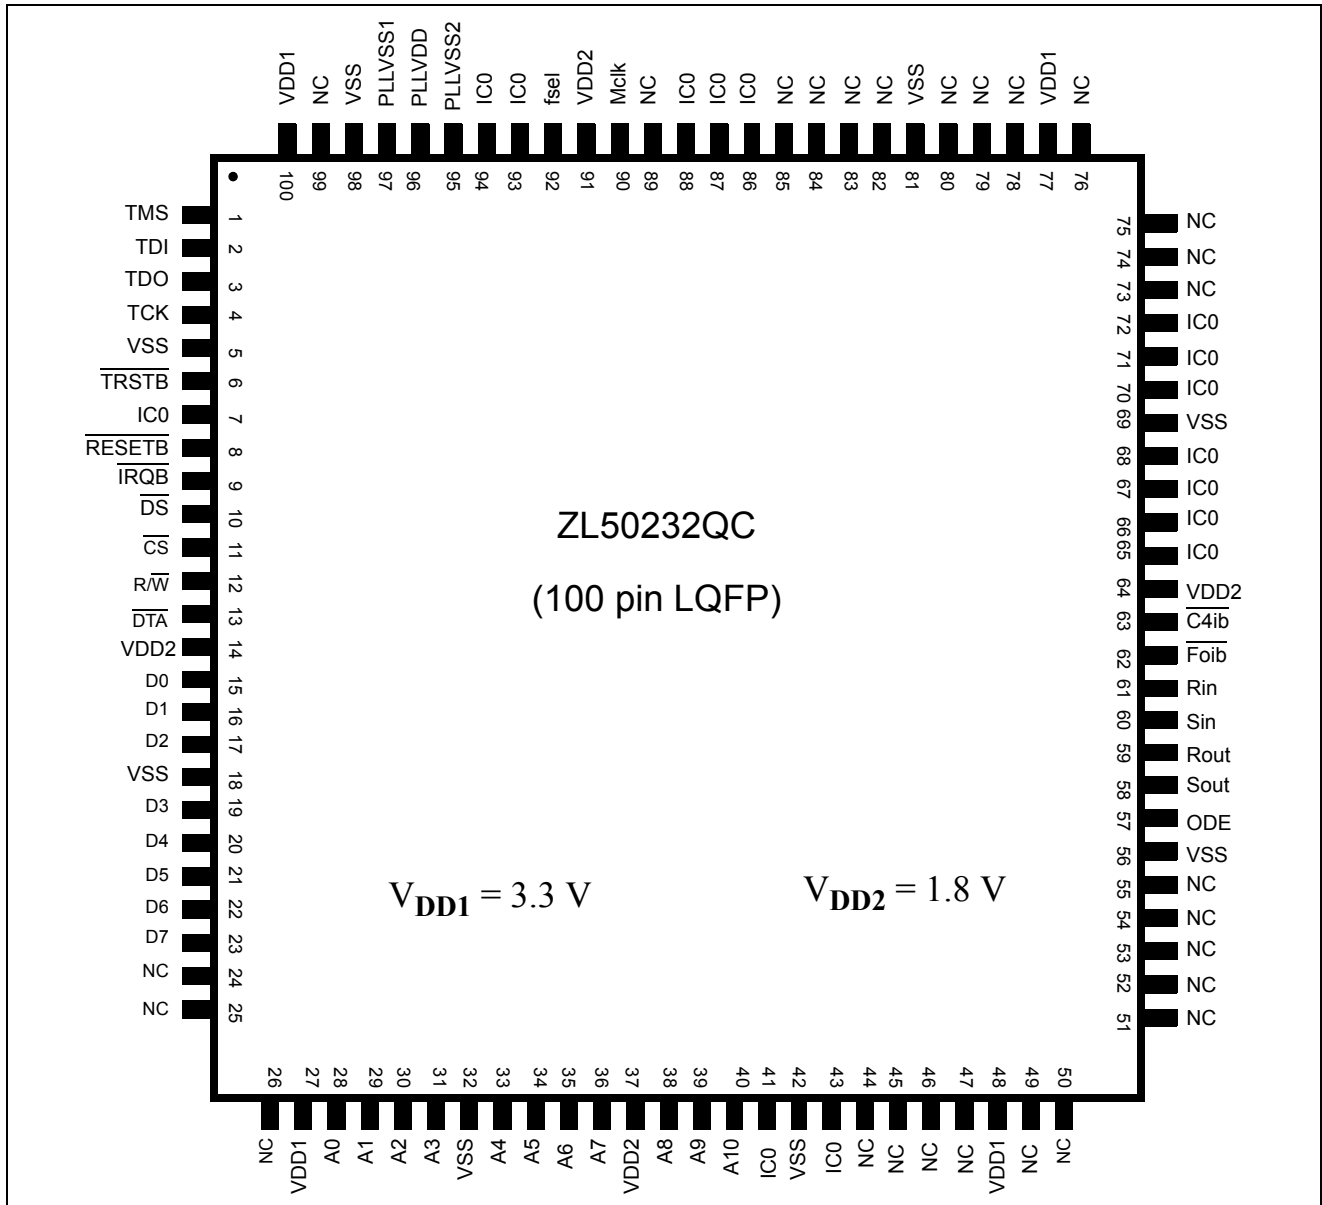 VDD1 NC VSS PLLVSS1 PLLVDD PLLVSS2 IC0 IC0 fsel VDD2 Mclk NC IC0 IC0 IC0 NC NC NC NC VSS NC NC NC VDD1 NC
100 99 98 97 96 95 94 93 92 91 90 89 88 87 86 85 84 83 82 81 80 79 78 77 76
TMS 1
TDI 2
TDO 3
TCK 4
VSS 5
TRSTB 6
IC0 7
RESETB 8
IRQB 9
DS 10
CS 11
R/W 12
DTA 13
VDD2 14
D0 15
D1 16
D2 17
VSS 18
D3 19
D4 20
D5 21
D6 22
D7 23
NC 24
NC 25
75 NC
74 NC
73 NC
72 IC0
71 IC0
70 IC0
69 VSS
68 IC0
67 IC0
66 IC0
65 IC0
64 VDD2
63 C4ib
62 Foib
61 Rin
60 Sin
59 Rout
58 Sout
57 ODE
56 VSS
55 NC
54 NC
53 NC
52 NC
51 NC
ZL50232QC
(100 pin LQFP)
VDD1 = 3.3 V
VDD2 = 1.8 V
26 27 28 29 30 31 32 33 34 35 36 37 38 39 40 41 42 43 44 45 46 47 48 49 50
NC VDD1 A0 A1 A2 A3 VSS A4 A5 A6 A7 VDD2 A8 A9 A10 IC0 VSS IC0 NC NC NC NC VDD1 NC NC